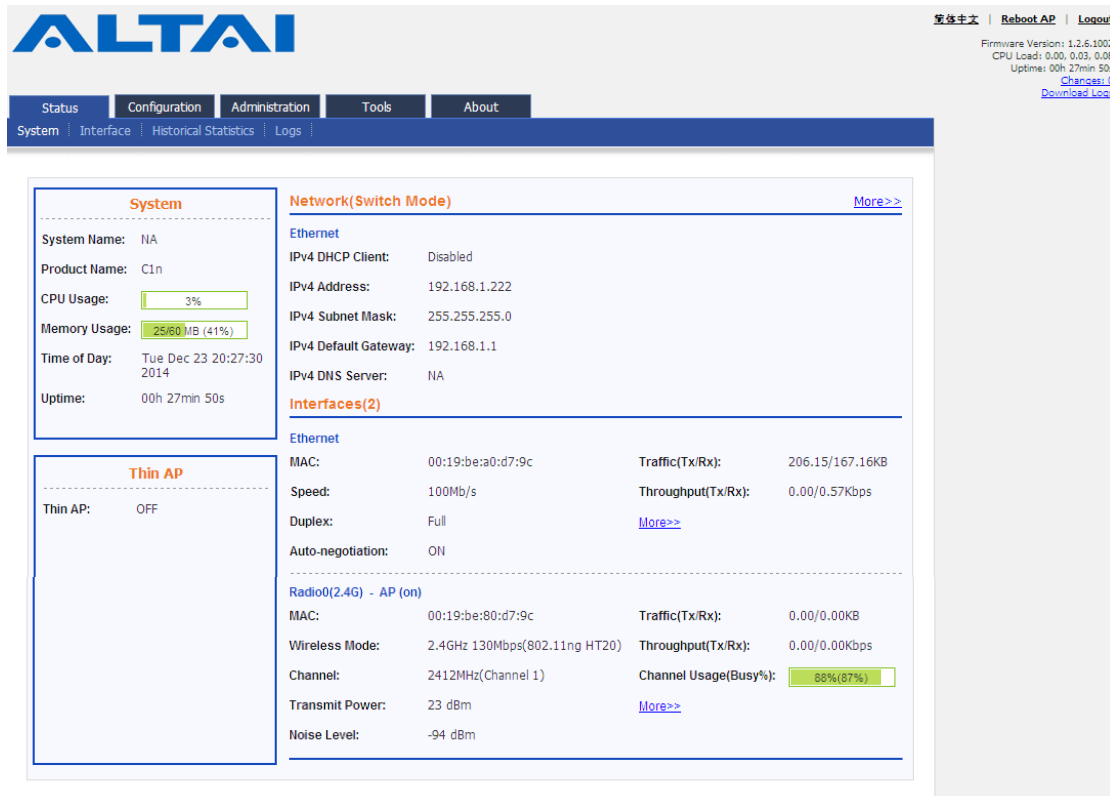 ALTAI
简体中文 | Reboot AP | Logout
Firmware Version: 1.2.6.1002
CPU Load: 0.00, 0.03, 0.08
Uptime: 00h 27min 50s
Changes: 0
Download Logs
Status Configuration Administration Tools About
System Interface Historical Statistics Logs
System
System Name: NA
Product Name: C1n
CPU Usage: 3%
Memory Usage: 25/60 MB (41%)
Time of Day: Tue Dec 23 20:27:30
2014
Uptime: 00h 27min 50s
Thin AP
Thin AP: OFF
Network(Switch Mode) More>>
Ethernet
IPv4 DHCP Client: Disabled
IPv4 Address: 192.168.1.222
IPv4 Subnet Mask: 255.255.255.0
IPv4 Default Gateway: 192.168.1.1
IPv4 DNS Server: NA
Interfaces(2)
Ethernet
MAC: 00:19:be:a0:d7:9c Traffic(Tx/Rx): 206.15/167.16KB
Speed: 100Mb/s Throughput(Tx/Rx): 0.00/0.57Kbps
Duplex: Full More>>
Auto-negotiation: ON
Radio0(2.4G) - AP (on)
MAC: 00:19:be:80:d7:9c Traffic(Tx/Rx): 0.00/0.00KB
Wireless Mode: 2.4GHz 130Mbps(802.11ng HT20) Throughput(Tx/Rx): 0.00/0.00Kbps
Channel: 2412MHz(Channel 1) Channel Usage(Busy%): 88%(87%)
Transmit Power: 23 dBm More>>
Noise Level: -94 dBm